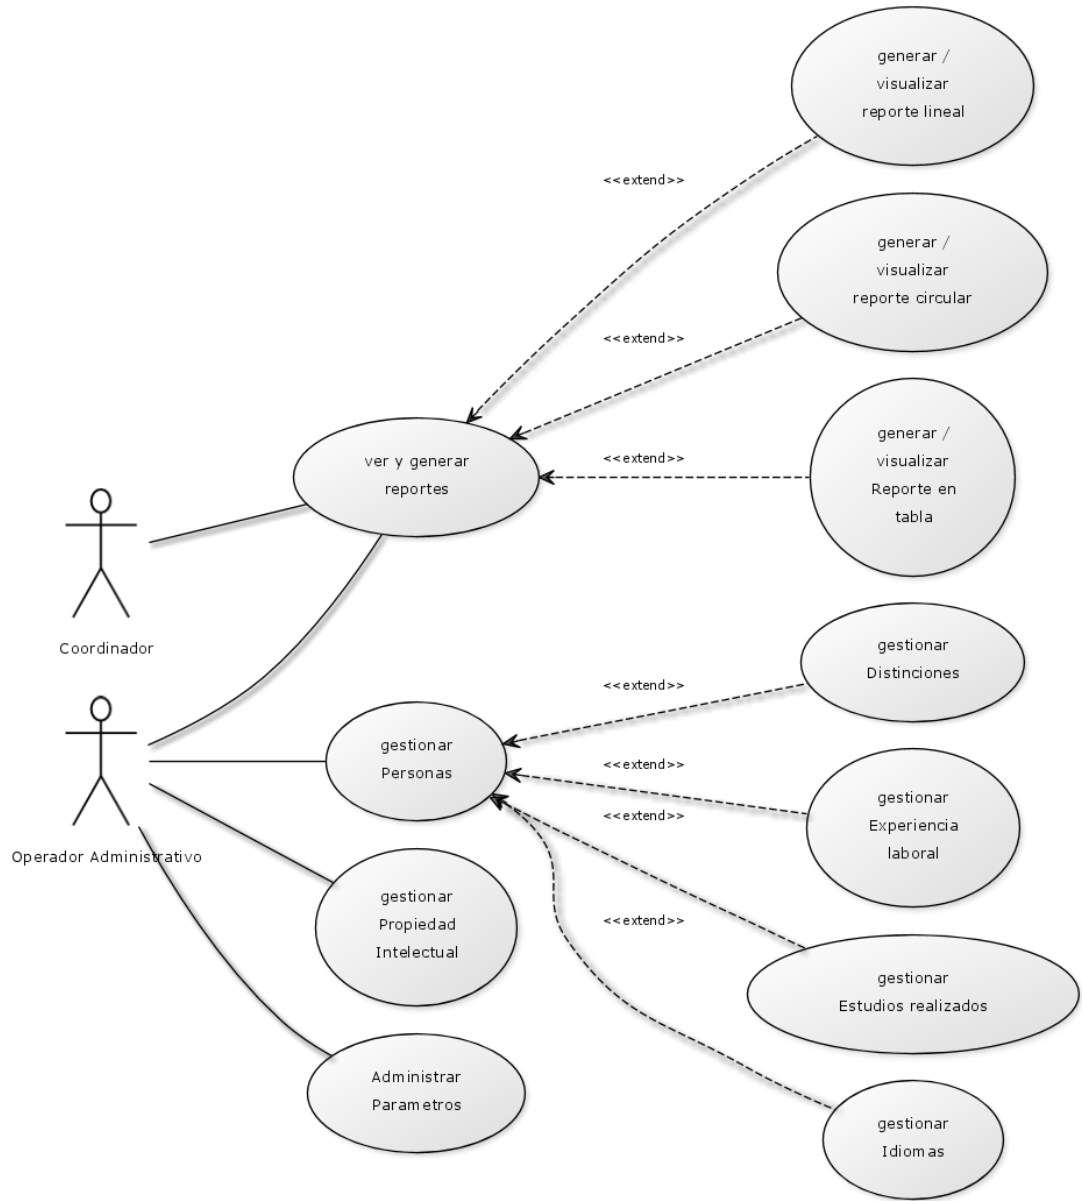 generar /
visualizar
reporte lineal
<<extend>>
generar /
visualizar
reporte circular
<<extend>>
generar /
visualizar
Reporte en
tabla
<<extend>>
ver y generar
reportes
Coordinador
gestionar
Distinciones
<<extend>>
gestionar
Personas
<<extend>>
gestionar
Experiencia
laboral
<<extend>>
Operador Administrativo
gestionar
Propiedad
Intelectual
<<extend>>
gestionar
Estudios realizados
Administrar
Parametros
gestionar
Idiomas